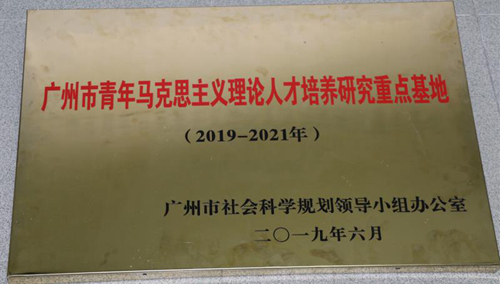 广州市青年马克思主义理论人才培养研究重点基地
（2019-2021年）
广州市社会科学规划领导小组办公室
二〇一九年六月